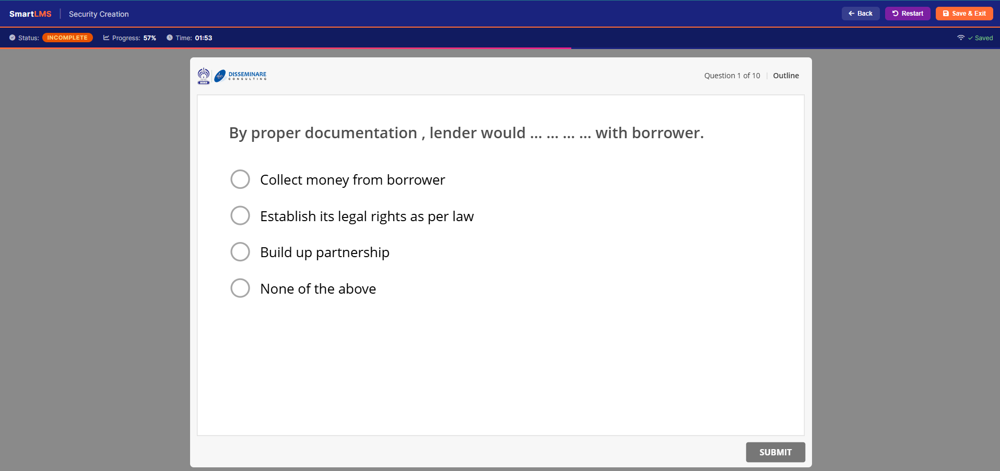 SmartLMS
Security Creation
Back
Restart
Save & Exit
Status: INCOMPLETE
Progress: 57%
Time: 01:53
✓ Saved
dc
DISSEMINARE
CONSULTING
Question 1 of 10
Outline
By proper documentation , lender would ... ... ... ... with borrower.
Collect money from borrower
Establish its legal rights as per law
Build up partnership
None of the above
SUBMIT